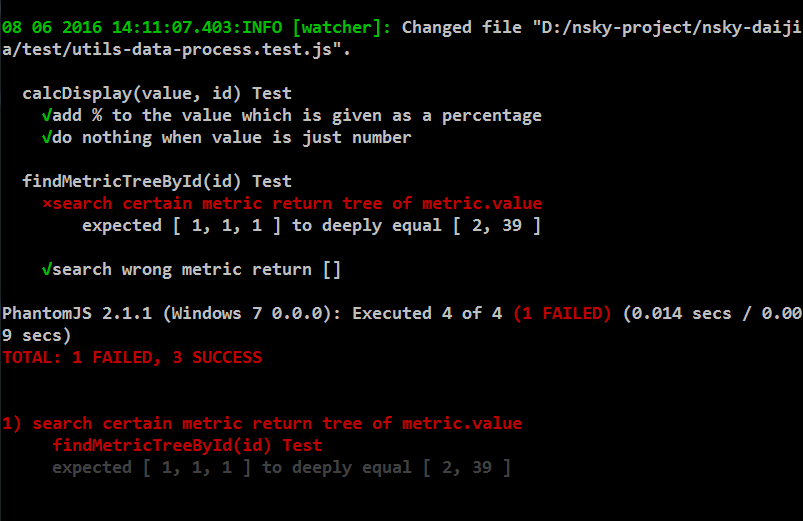 08 06 2016 14:11:07.403:INFO [watcher]: Changed file "D:/nsky-project/nsky-daiji
a/test/utils-data-process.test.js".
calcDisplay(value, id) Test
√add % to the value which is given as a percentage
√do nothing when value is just number
findMetricTreeById(id) Test
×search certain metric return tree of metric.value
expected [ 1, 1, 1 ] to deeply equal [ 2, 39 ]
√search wrong metric return []
PhantomJS 2.1.1 (Windows 7 0.0.0): Executed 4 of 4 (1 FAILED) (0.014 secs / 0.00
9 secs)
TOTAL: 1 FAILED, 3 SUCCESS
1) search certain metric return tree of metric.value
findMetricTreeById(id) Test
expected [ 1, 1, 1 ] to deeply equal [ 2, 39 ]